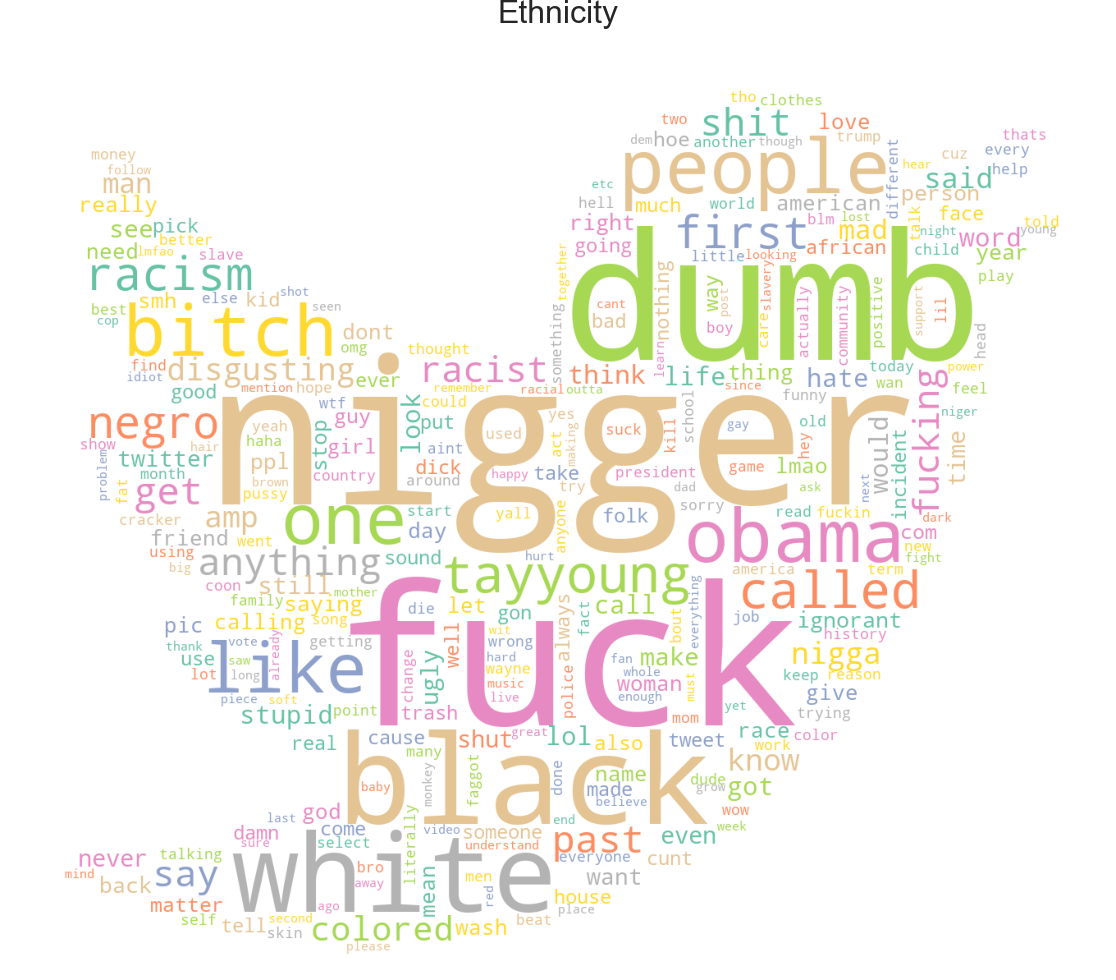 Ethnicity
tho clothes
two shit love
dem hoe another though trump thats
money people cuz every
follow hear help
man etc different said
really hell much world american person
see pick right blm lost talk face told
better going first mad night young
need lmfao slave little looking african child word year
racism together slavery play
smh else kid shot dumb
best bitch seen cant way post care actually community positive support lil
cop dont bad nothing boy head
omg thought something learn
find disgusting racist think life thing hate today power
idiot mention hope ever remember racial outta since wan feel
good could funny fucking
negro wtf guy look put yes school gay old niger
yeah used act suck kill hey would
show haha stop girl aint making time
hair nigger
problem twitter ppl country dick happy take president game lmao incident
month brown around try dad ask next
fat get pussy sorry
cracker amp one start yall anyone folk read fuckin dark
friend went day obama com
using anything sound hurt new fight
big america term
coon still mother tayyoung everything called
family saying die let gon fact call bout job ignorant
pic calling song wit always history
thank vote already getting well wrong make nigga
use saw like hard fan keep reason
lot long change ugly wayne whole woman must give
piece soft music police enough
fuck live yet trying
stupid point trash mom
real cause shut great lol also tweet race color
many work
black name dude know
baby monkey faggot done made grow got
believe
last god video end wow
damn come someone past even week
sure select literally understand
never talking white everyone cunt
mind say bro men want
back away mean red house
matter ago place
self second beat
tell skin colored wash
please